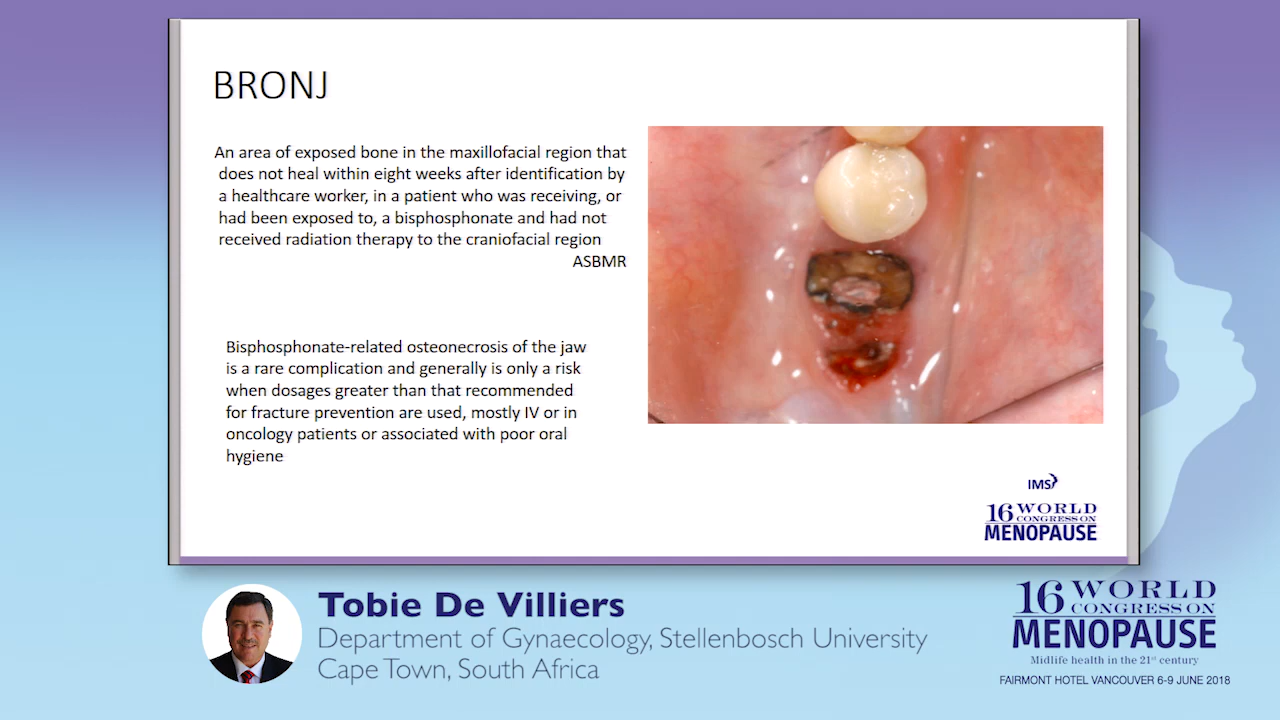 BRONJ
An area of exposed bone in the maxillofacial region that
does not heal within eight weeks after identification by
a healthcare worker, in a patient who was receiving, or
had been exposed to, a bisphosphonate and had not
received radiation therapy to the craniofacial region
ASBMR
Bisphosphonate-related osteonecrosis of the jaw
is a rare complication and generally is only a risk
when dosages greater than that recommended
for fracture prevention are used, mostly IV or in
oncology patients or associated with poor oral
hygiene
IMS
16 WORLD
CONGRESS ON
MENOPAUSE
Tobie De Villiers
Department of Gynaecology, Stellenbosch University
Cape Town, South Africa
16 WORLD
CONGRESS ON
MENOPAUSE
Midlife health in the 21st century
FAIRMONT HOTEL VANCOUVER 6-9 JUNE 2018